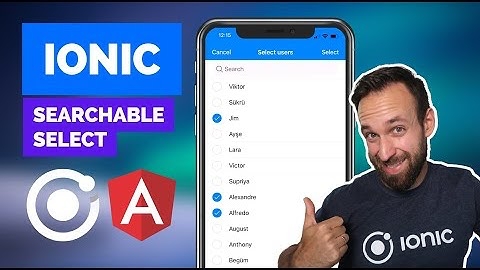 IONIC
SEARCHABLE
SELECT
A
12:15
Cancel
Select users
Select
Search
Viktor
Sükrü
Jim
Ayşe
Lara
Victor
Supriya
Alexandre
Alfredo
August
Anthony
Begüm
IONIC